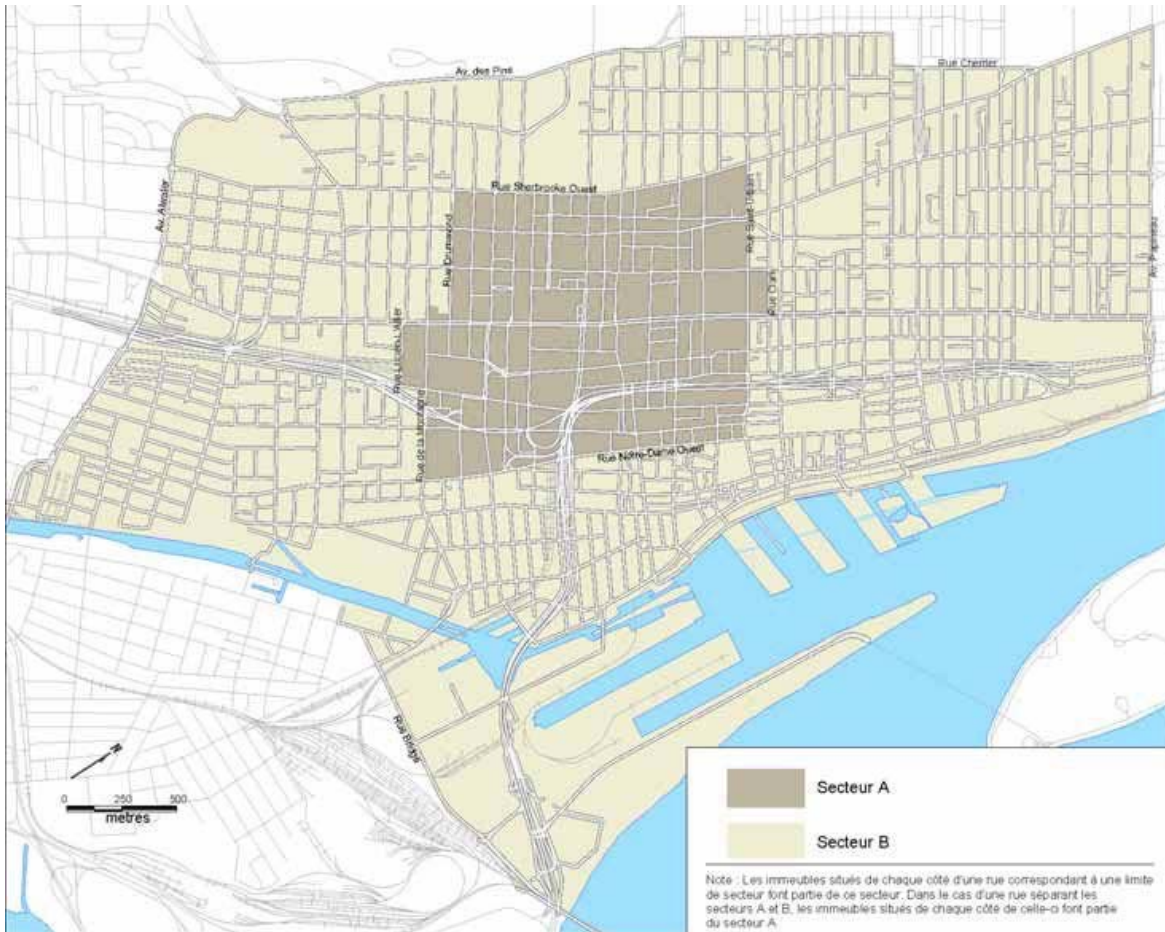 Av. des Pins
Rue Cherrier
Rue Sherbrooke Ouest
Av. Atwater
Rue Drummond
Rue Saint-Urbain
Av. Papineau
Rue Clark
Rue Lucien-L'Allier
Rue de la Montagne
Rue Notre-Dame Ouest
Rue Bridge
N
0 250 500
metres
Secteur A
Secteur B
Note : Les immeubles situés de chaque côté d'une rue correspondant à une limite
de secteur font partie de ce secteur. Dans le cas d'une rue séparant les
secteurs A et B, les immeubles situés de chaque côté de celle-ci font partie
du secteur A